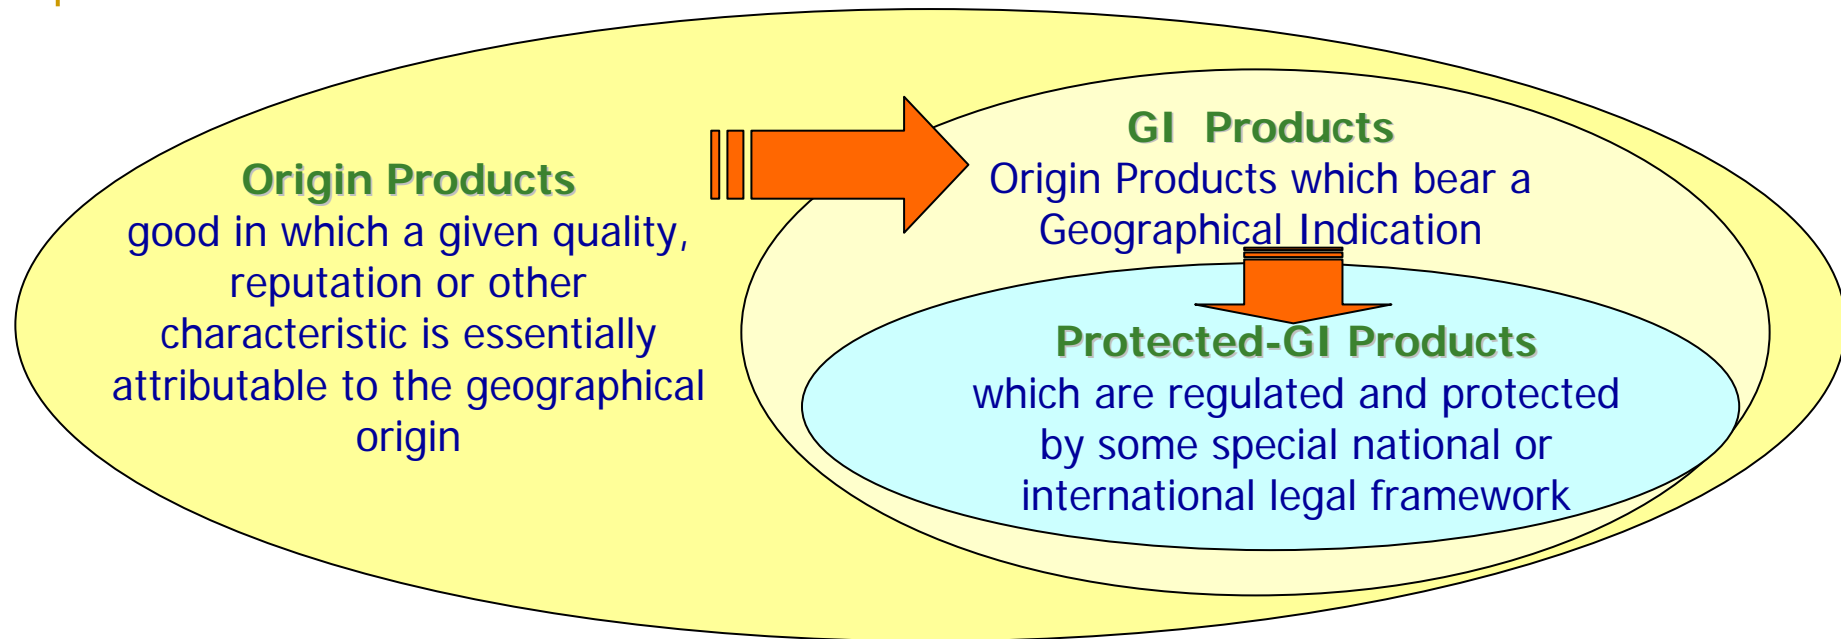 Origin Products
good in which a given quality,
reputation or other
characteristic is essentially
attributable to the geographical
origin
GI Products
Origin Products which bear a
Geographical Indication
Protected-GI Products
which are regulated and protected
by some special national or
international legal framework